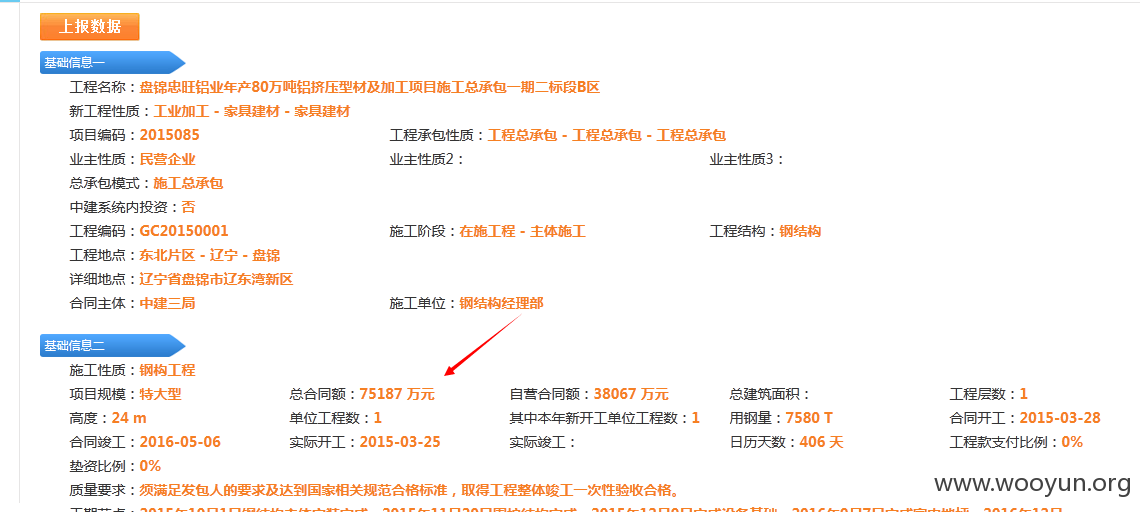 上报数据
基础信息一
工程名称：盘锦忠旺铝业年产80万吨铝挤压型材及加工项目施工总承包一期二标段B区
新工程性质：工业加工 - 家具建材 - 家具建材
项目编码：2015085 工程承包性质：工程总承包 - 工程总承包 - 工程总承包
业主性质：民营企业 业主性质2： 业主性质3：
总承包模式：施工总承包
中建系统内投资：否
工程编码：GC20150001 施工阶段：在施工程 - 主体施工 工程结构：钢结构
工程地点：东北片区 - 辽宁 - 盘锦
详细地点：辽宁省盘锦市辽东湾新区
合同主体：中建三局 施工单位：钢结构经理部
基础信息二
施工性质：钢构工程
项目规模：特大型 总合同额：75187 万元 自营合同额：38067 万元 总建筑面积： 工程层数：1
高度：24 m 单位工程数：1 其中本年新开工单位工程数：1 用钢量：7580 T 合同开工：2015-03-28
合同竣工：2016-05-06 实际开工：2015-03-25 实际竣工： 日历天数：406 天 工程款支付比例：0%
垫资比例：0%
质量要求：须满足发包人的要求及达到国家相关规范合格标准，取得工程整体竣工一次性验收合格。
www.wooyun.org